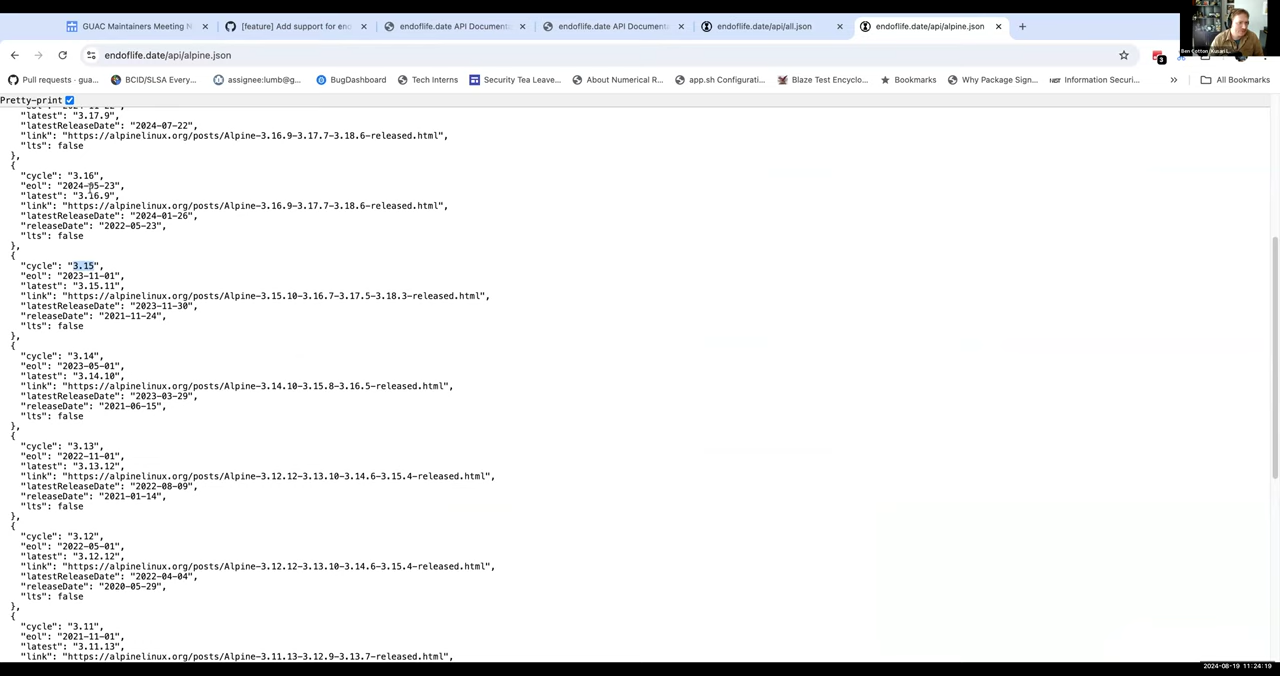 GUAC Maintainers Meeting N
[feature] Add support for end
endoflife.date API Documenta
endoflife.date API Documenta
endoflife.date/api/all.json
endoflife.date/api/alpine.json
endoflife.date/api/alpine.json
3
Pull requests · gua...
BCID/SLSA Every...
assignee:lumb@g...
BugDashboard
Tech Interns
Security Tea Leave...
About Numerical R...
app.sh Configurati...
Blaze Test Encyclo...
Bookmarks
Why Package Sign...
Information Securi...
»
All Bookmarks
Pretty-print
"latest": "3.17.9",
"latestReleaseDate": "2024-07-22",
"link": "https://alpinelinux.org/posts/Alpine-3.16.9-3.17.7-3.18.6-released.html",
"lts": false
},
{
"cycle": "3.16",
"eol": "2024-05-23",
"latest": "3.16.9",
"link": "https://alpinelinux.org/posts/Alpine-3.16.9-3.17.7-3.18.6-released.html",
"latestReleaseDate": "2024-01-26",
"releaseDate": "2022-05-23",
"lts": false
},
{
"cycle": "3.15",
"eol": "2023-11-01",
"latest": "3.15.11",
"link": "https://alpinelinux.org/posts/Alpine-3.15.10-3.16.7-3.17.5-3.18.3-released.html",
"latestReleaseDate": "2023-11-30",
"releaseDate": "2021-11-24",
"lts": false
},
{
"cycle": "3.14",
"eol": "2023-05-01",
"latest": "3.14.10",
"link": "https://alpinelinux.org/posts/Alpine-3.14.10-3.15.8-3.16.5-released.html",
"latestReleaseDate": "2023-03-29",
"releaseDate": "2021-06-15",
"lts": false
},
{
"cycle": "3.13",
"eol": "2022-11-01",
"latest": "3.13.12",
"link": "https://alpinelinux.org/posts/Alpine-3.12.12-3.13.10-3.14.6-3.15.4-released.html",
"latestReleaseDate": "2022-08-09",
"releaseDate": "2021-01-14",
"lts": false
},
{
"cycle": "3.12",
"eol": "2022-05-01",
"latest": "3.12.12",
"link": "https://alpinelinux.org/posts/Alpine-3.12.12-3.13.10-3.14.6-3.15.4-released.html",
"latestReleaseDate": "2022-04-04",
"releaseDate": "2020-05-29",
"lts": false
},
{
"cycle": "3.11",
"eol": "2021-11-01",
"latest": "3.11.13",
"link": "https://alpinelinux.org/posts/Alpine-3.11.13-3.12.9-3.13.7-released.html",
2024-08-19 11:24:19